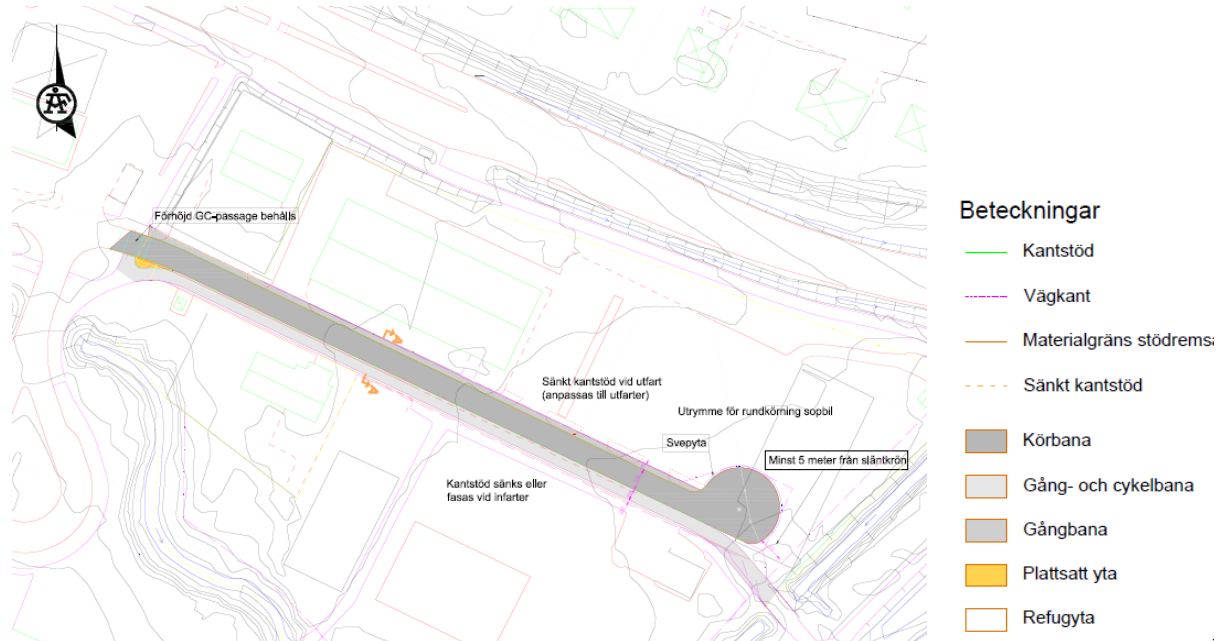 ÅF
Förhöjd GC-passage behålls
Sänkt kantstöd vid utfart
(anpassas till utfarter)
Utrymme för rundkörning sopbil
Svepyta
Minst 5 meter från släntkrön
Kantstöd sänks eller
fasas vid infarter
Beteckningar
Kantstöd
Vägkant
Materialgräns stödremsa
Sänkt kantstöd
Körbana
Gång- och cykelbana
Gångbana
Plattsatt yta
Refugyta